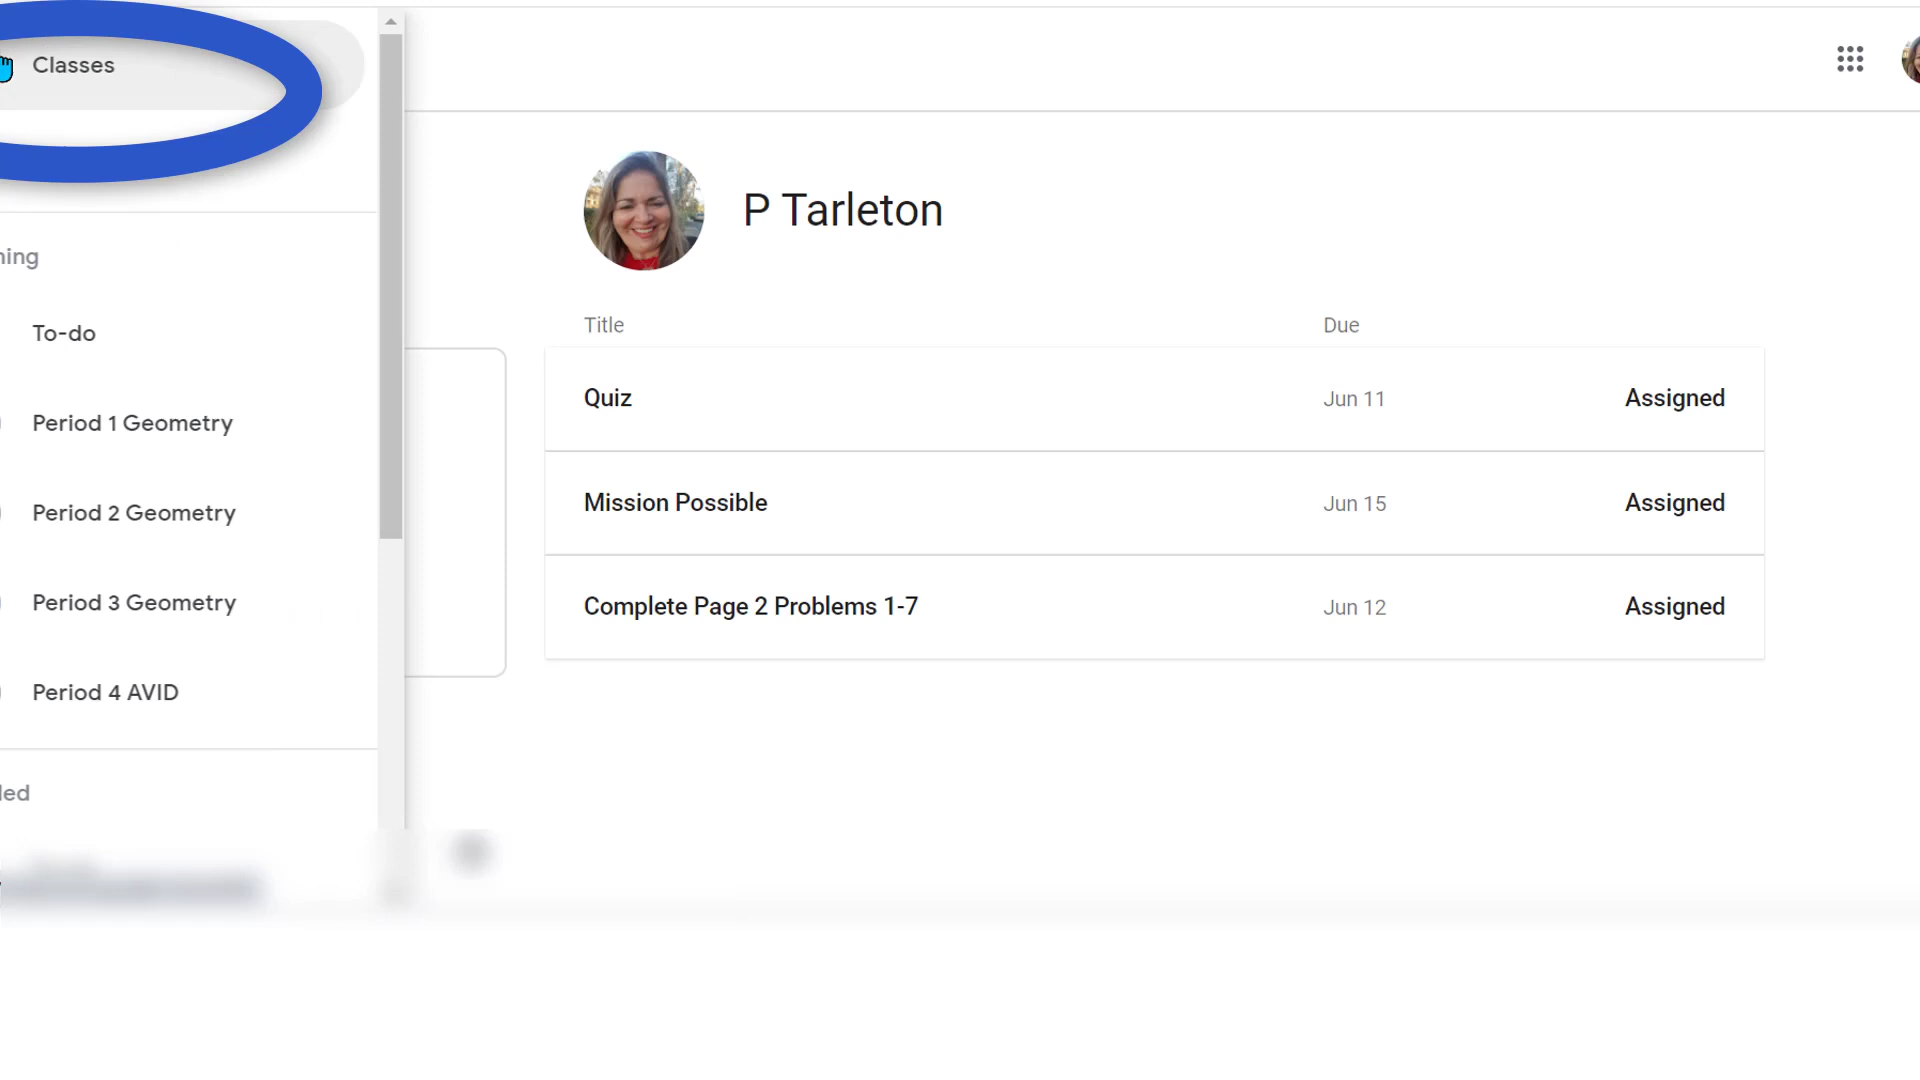 Classes
ning
To-do
Period 1 Geometry
Period 2 Geometry
Period 3 Geometry
Period 4 AVID
led
P Tarleton
Title Due
Quiz Jun 11 Assigned
Mission Possible Jun 15 Assigned
Complete Page 2 Problems 1-7 Jun 12 Assigned